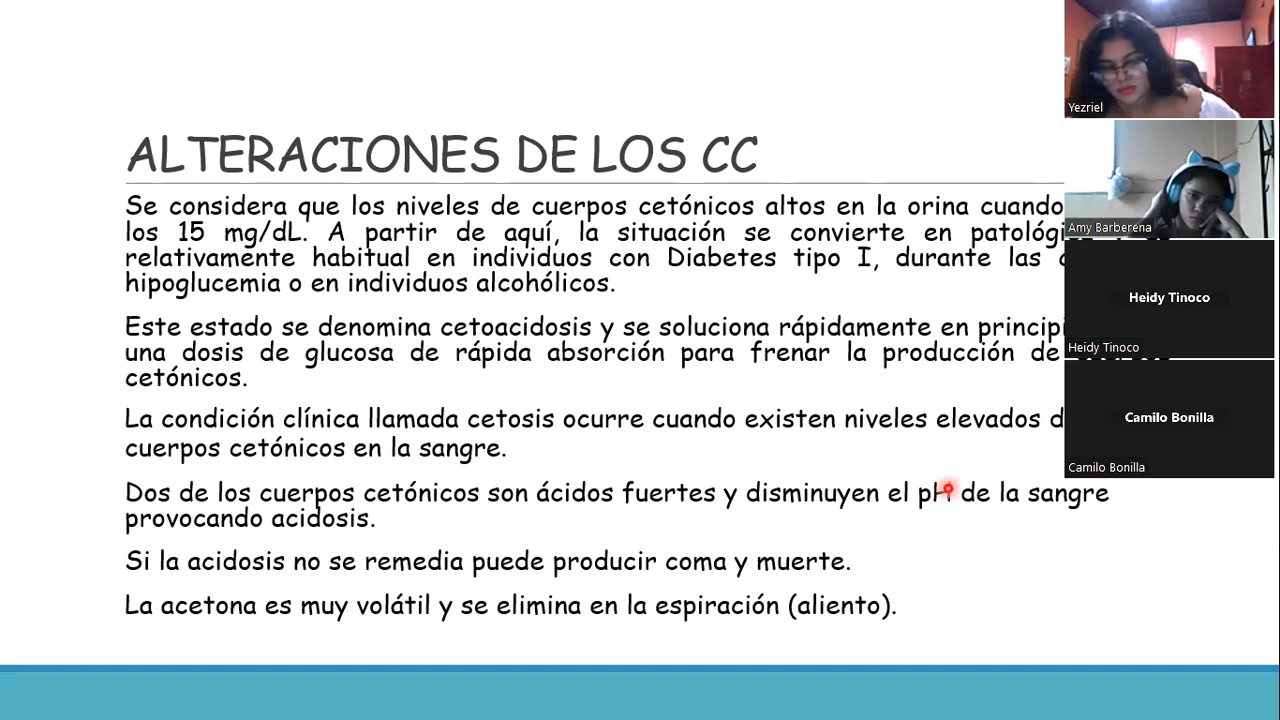 ALTERACIONES DE LOS CC
Se considera que los niveles de cuerpos cetónicos altos en la orina cuando
los 15 mg/dL. A partir de aquí, la situación se convierte en
relativamente habitual en individuos con Diabetes tipo I, durante las
hipoglucemia o en individuos alcohólicos.
Este estado se denomina cetoacidosis y se soluciona rápidamente en
una dosis de glucosa de rápida absorción para frenar la producción de
cetónicos.
La condición clínica llamada cetosis ocurre cuando existen niveles elevados
cuerpos cetónicos en la sangre.
Dos de los cuerpos cetónicos son ácidos fuertes y disminuyen el pH de la sangre
provocando acidosis.
Si la acidosis no se remedia puede producir coma y muerte.
La acetona es muy volátil y se elimina en la espiración (aliento).
Yezriel
Amy Barberena
Heidy Tinoco
Heidy Tinoco
Camilo Bonilla
Camilo Bonilla